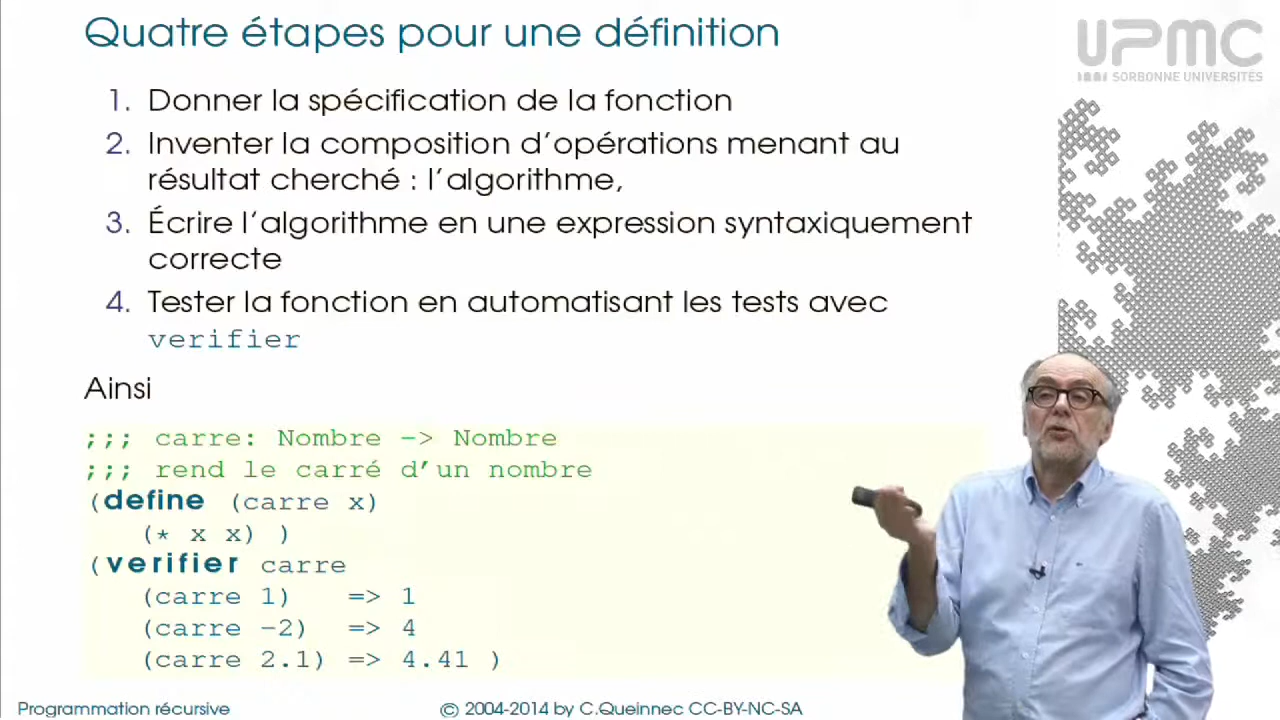 Quatre étapes pour une définition
UPMC
SORBONNE UNIVERSITÉS
1. Donner la spécification de la fonction
2. Inventer la composition d'opérations menant au
résultat cherché : l'algorithme,
3. Écrire l'algorithme en une expression syntaxiquement
correcte
4. Tester la fonction en automatisant les tests avec
verifier
Ainsi
;;; carre: Nombre -> Nombre
;;; rend le carré d'un nombre
(define (carre x)
(* x x) )
(verifier carre
(carre 1) => 1
(carre -2) => 4
(carre 2.1) => 4.41 )
Programmation récursive
© 2004-2014 by C.Queinnec CC-BY-NC-SA